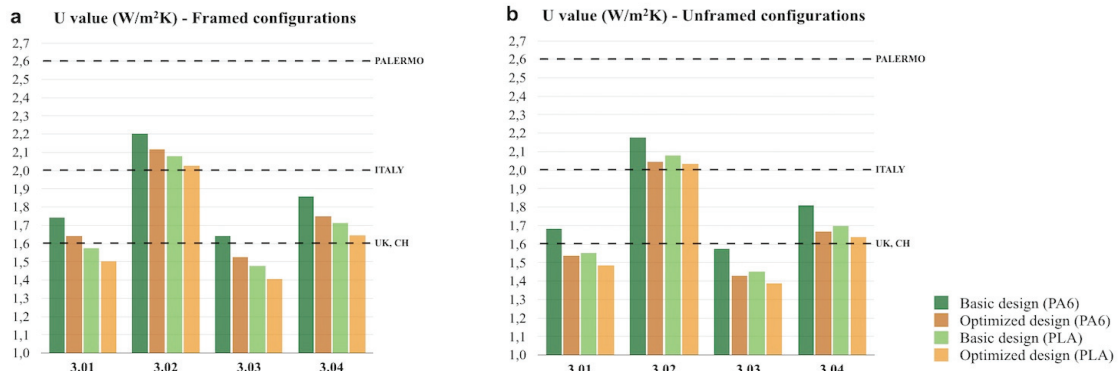 a U value (W/m²K) - Framed configurations
2,7
2,6
2,5
2,4
2,3
2,2
2,1
2,0
1,9
1,8
1,7
1,6
1,5
1,4
1,3
1,2
1,1
1,0
PALERMO
ITALY
UK, CH
3.01 3.02 3.03 3.04
b U value (W/m²K) - Unframed configurations
2,7
2,6
2,5
2,4
2,3
2,2
2,1
2,0
1,9
1,8
1,7
1,6
1,5
1,4
1,3
1,2
1,1
1,0
PALERMO
ITALY
UK, CH
3.01 3.02 3.03 3.04
Basic design (PA6)
Optimized design (PA6)
Basic design (PLA)
Optimized design (PLA)